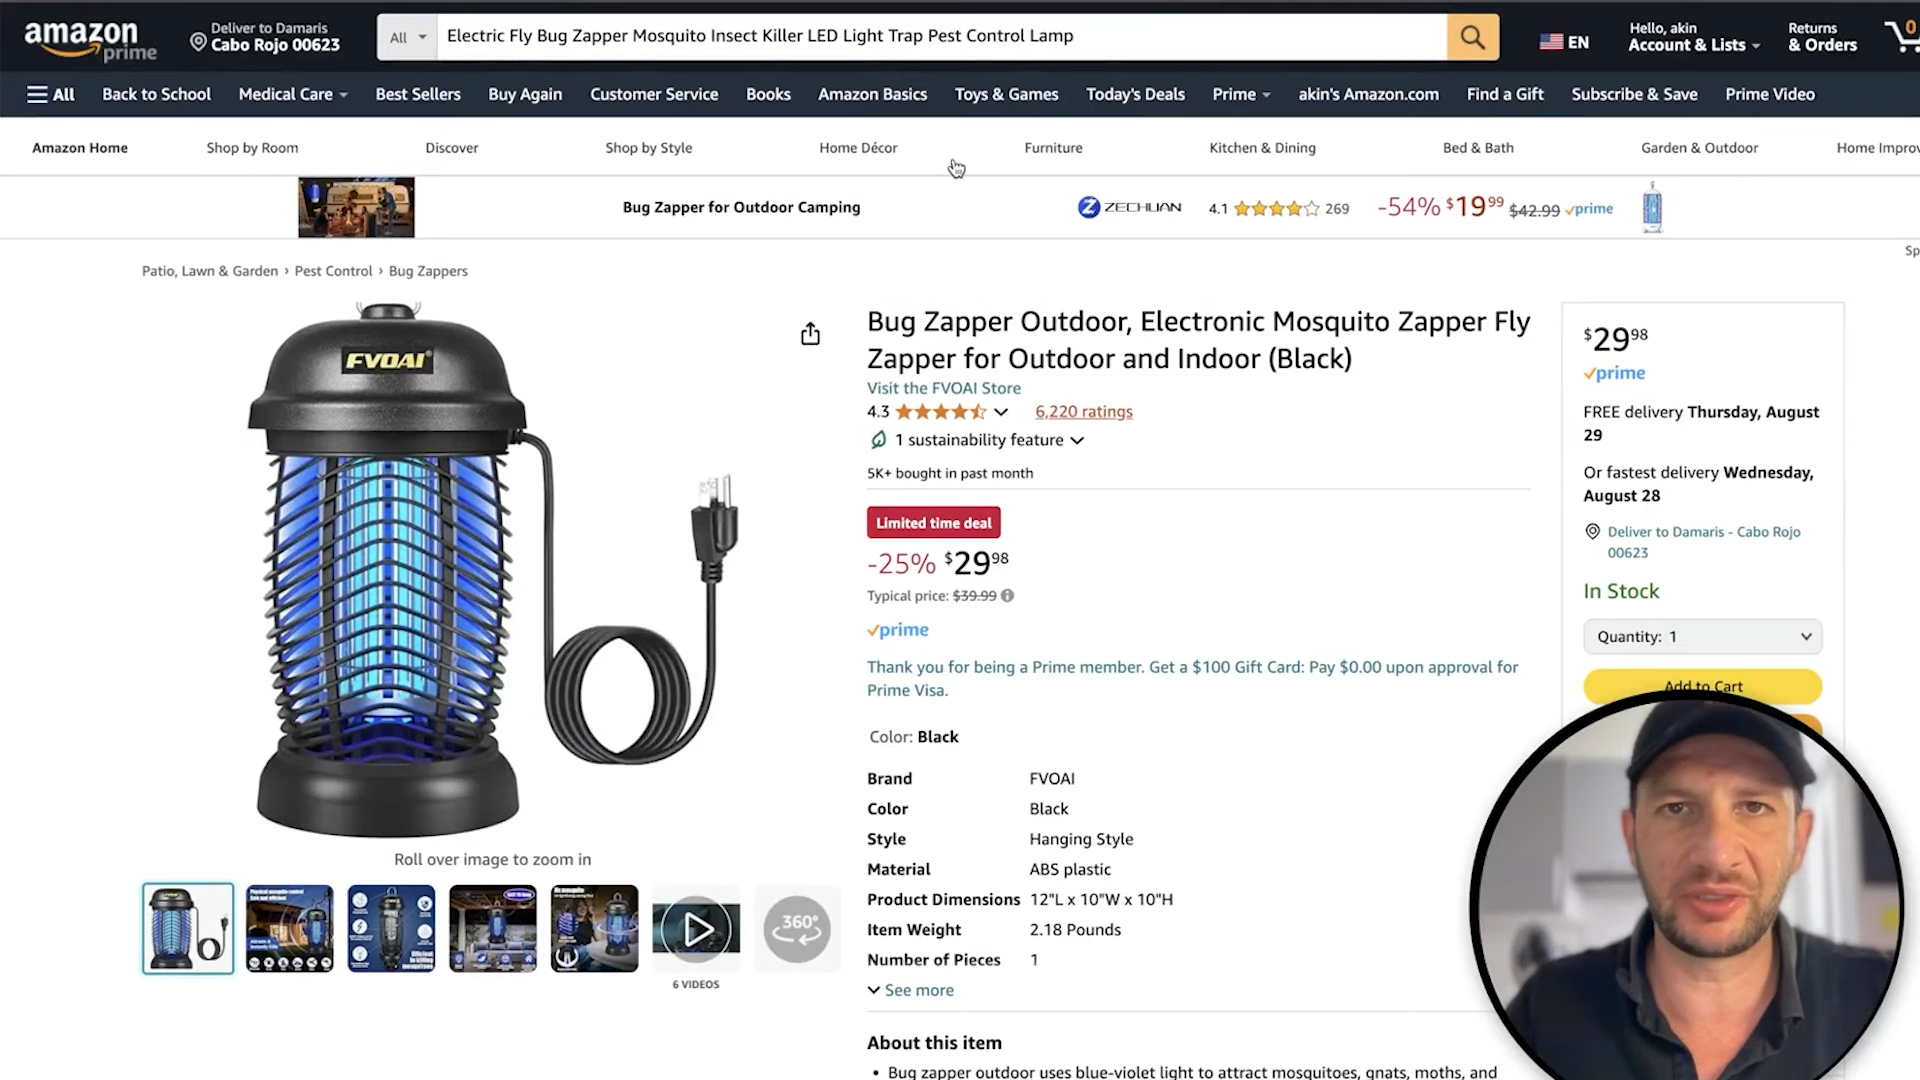 amazon prime
Deliver to Damaris
Cabo Rojo 00623
All
Electric Fly Bug Zapper Mosquito Insect Killer LED Light Trap Pest Control Lamp
EN
Hello, akin
Account & Lists
Returns
& Orders
0
All Back to School Medical Care Best Sellers Buy Again Customer Service Books Amazon Basics Toys & Games Today's Deals Prime akin's Amazon.com Find a Gift Subscribe & Save Prime Video
Amazon Home Shop by Room Discover Shop by Style Home Décor Furniture Kitchen & Dining Bed & Bath Garden & Outdoor Home Improv
Bug Zapper for Outdoor Camping
ZECHUAN 4.1 269 -54% $19.99 $42.99 prime
Sp
Patio, Lawn & Garden › Pest Control › Bug Zappers
FVOAI
Roll over image to zoom in
360°
6 VIDEOS
Bug Zapper Outdoor, Electronic Mosquito Zapper Fly
Zapper for Outdoor and Indoor (Black)
Visit the FVOAI Store
4.3 6,220 ratings
1 sustainability feature
5K+ bought in past month
Limited time deal
-25% $29.98
Typical price: $39.99
prime
Thank you for being a Prime member. Get a $100 Gift Card: Pay $0.00 upon approval for
Prime Visa.
Color: Black
Brand FVOAI
Color Black
Style Hanging Style
Material ABS plastic
Product Dimensions 12"L x 10"W x 10"H
Item Weight 2.18 Pounds
Number of Pieces 1
See more
About this item
• Bug zapper outdoor uses blue-violet light to attract mosquitoes, gnats, moths, and
$29.98
prime
FREE delivery Thursday, August
29
Or fastest delivery Wednesday,
August 28
Deliver to Damaris - Cabo Rojo
00623
In Stock
Quantity: 1
Add to Cart